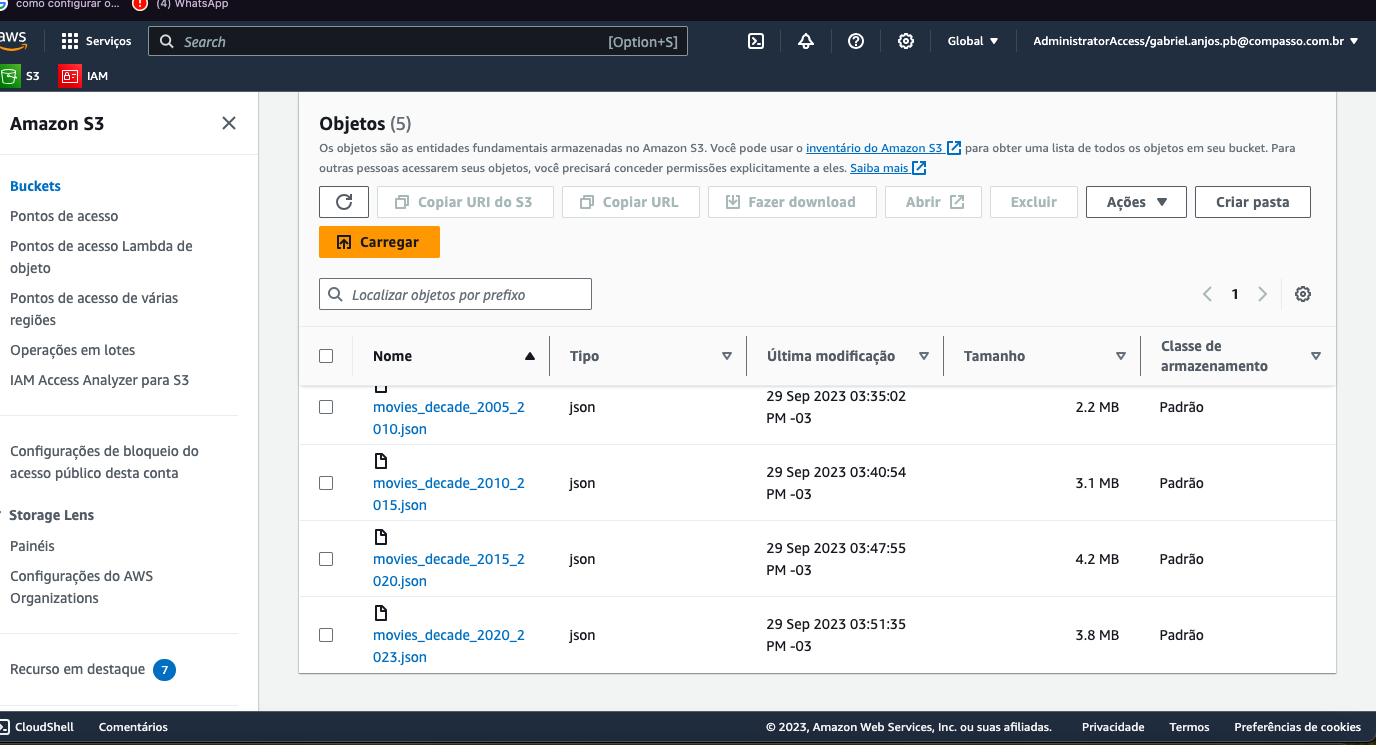 como configurar o...
(4) WhatsApp
aws
Serviços
Search
[Option+S]
Global
AdministratorAccess/gabriel.anjos.pb@compasso.com.br
S3
IAM
Amazon S3
Buckets
Pontos de acesso
Pontos de acesso Lambda de
objeto
Pontos de acesso de várias
regiões
Operações em lotes
IAM Access Analyzer para S3
Configurações de bloqueio do
acesso público desta conta
Storage Lens
Painéis
Configurações do AWS
Organizations
Recurso em destaque 7
Objetos (5)
Os objetos são as entidades fundamentais armazenadas no Amazon S3. Você pode usar o inventário do Amazon S3 para obter uma lista de todos os objetos em seu bucket. Para
outras pessoas acessarem seus objetos, você precisará conceder permissões explicitamente a eles. Saiba mais
Copiar URI do S3
Copiar URL
Fazer download
Abrir
Excluir
Ações
Criar pasta
Carregar
Localizar objetos por prefixo
1
Nome
Tipo
Última modificação
Tamanho
Classe de
armazenamento
movies_decade_2005_2
010.json
json
29 Sep 2023 03:35:02
PM -03
2.2 MB
Padrão
movies_decade_2010_2
015.json
json
29 Sep 2023 03:40:54
PM -03
3.1 MB
Padrão
movies_decade_2015_2
020.json
json
29 Sep 2023 03:47:55
PM -03
4.2 MB
Padrão
movies_decade_2020_2
023.json
json
29 Sep 2023 03:51:35
PM -03
3.8 MB
Padrão
CloudShell
Comentários
© 2023, Amazon Web Services, Inc. ou suas afiliadas.
Privacidade
Termos
Preferências de cookies